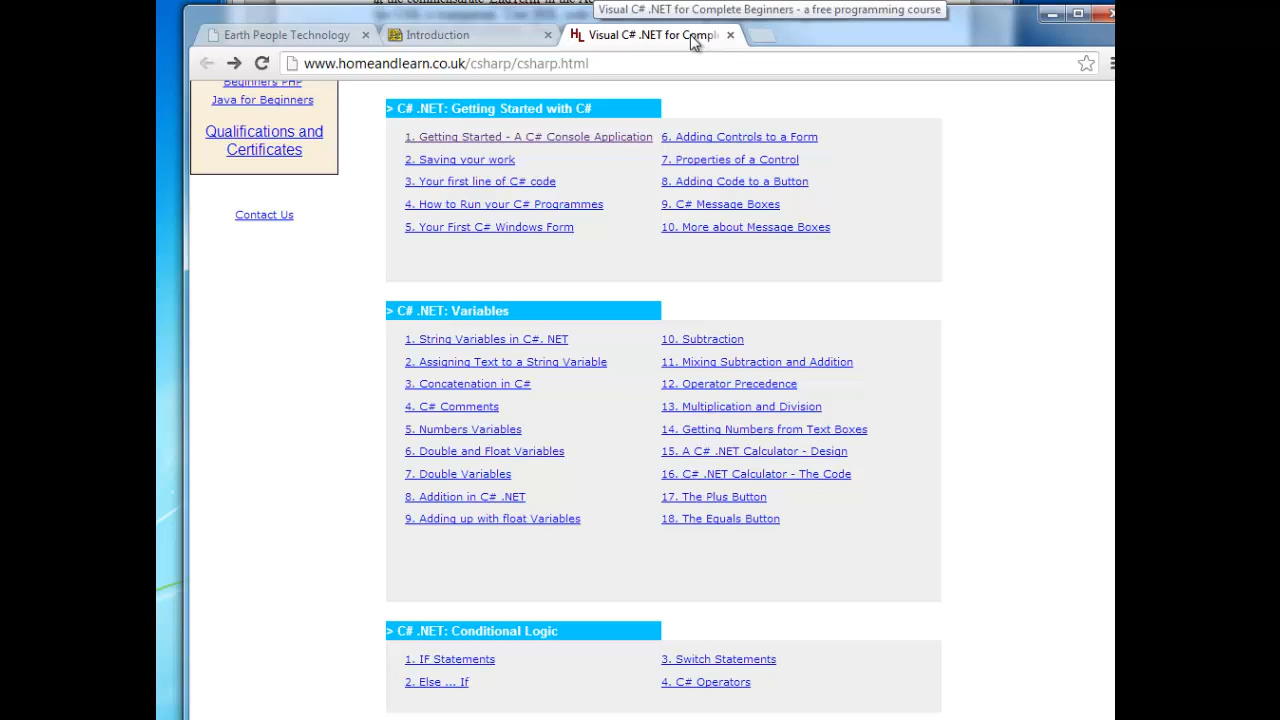 Visual C# .NET for Complete Beginners - a free programming course
Earth People Technology
Introduction
HL Visual C# .NET for Compl
www.homeandlearn.co.uk/csharp/csharp.html
Beginners PHP
Java for Beginners
Qualifications and
Certificates
Contact Us
> C# .NET: Getting Started with C#
1. Getting Started - A C# Console Application
2. Saving your work
3. Your first line of C# code
4. How to Run your C# Programmes
5. Your First C# Windows Form
6. Adding Controls to a Form
7. Properties of a Control
8. Adding Code to a Button
9. C# Message Boxes
10. More about Message Boxes
> C# .NET: Variables
1. String Variables in C#. NET
2. Assigning Text to a String Variable
3. Concatenation in C#
4. C# Comments
5. Numbers Variables
6. Double and Float Variables
7. Double Variables
8. Addition in C# .NET
9. Adding up with float Variables
10. Subtraction
11. Mixing Subtraction and Addition
12. Operator Precedence
13. Multiplication and Division
14. Getting Numbers from Text Boxes
15. A C# .NET Calculator - Design
16. C# .NET Calculator - The Code
17. The Plus Button
18. The Equals Button
> C# .NET: Conditional Logic
1. IF Statements
2. Else ... If
3. Switch Statements
4. C# Operators